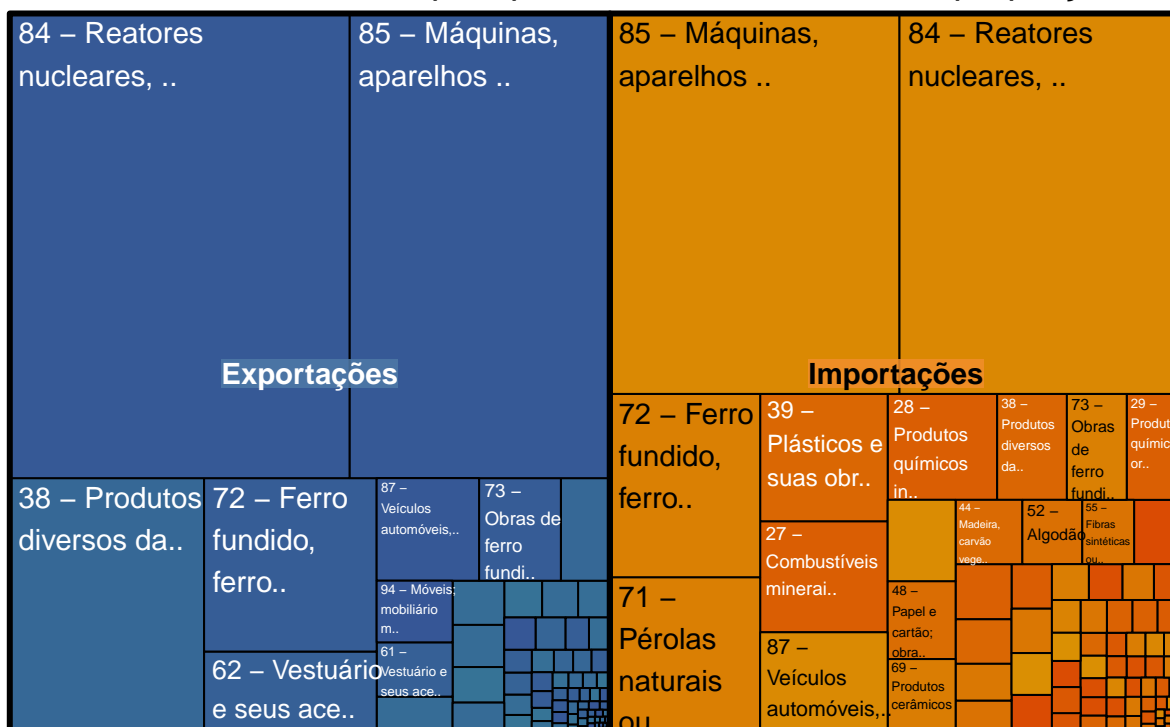 84 – Reatores
nucleares, ..
85 – Máquinas,
aparelhos ..
Exportações
38 – Produtos
diversos da..
72 – Ferro
fundido,
ferro..
62 – Vestuário
e seus ace..
87 –
Veículos
automóveis,..
73 –
Obras de
ferro
fundi..
94 – Móveis;
mobiliário
m..
61 –
Vestuário e
seus ace..
85 – Máquinas,
aparelhos ..
84 – Reatores
nucleares, ..
Importações
72 – Ferro
fundido,
ferro..
71 –
Pérolas
naturais
ou
39 –
Plásticos e
suas obr..
27 –
Combustíveis
minerai..
87 –
Veículos
automóveis,..
28 –
Produtos
químicos
in..
38 –
Produtos
diversos
da..
73 –
Obras
de
ferro
fundi..
29 –
Produt
químic
or..
44 –
Madeira,
carvão
vege..
52 –
Algodão
55 –
Fibras
sintéticas
ou..
48 –
Papel e
cartão;
obra..
69 –
Produtos
cerâmicos